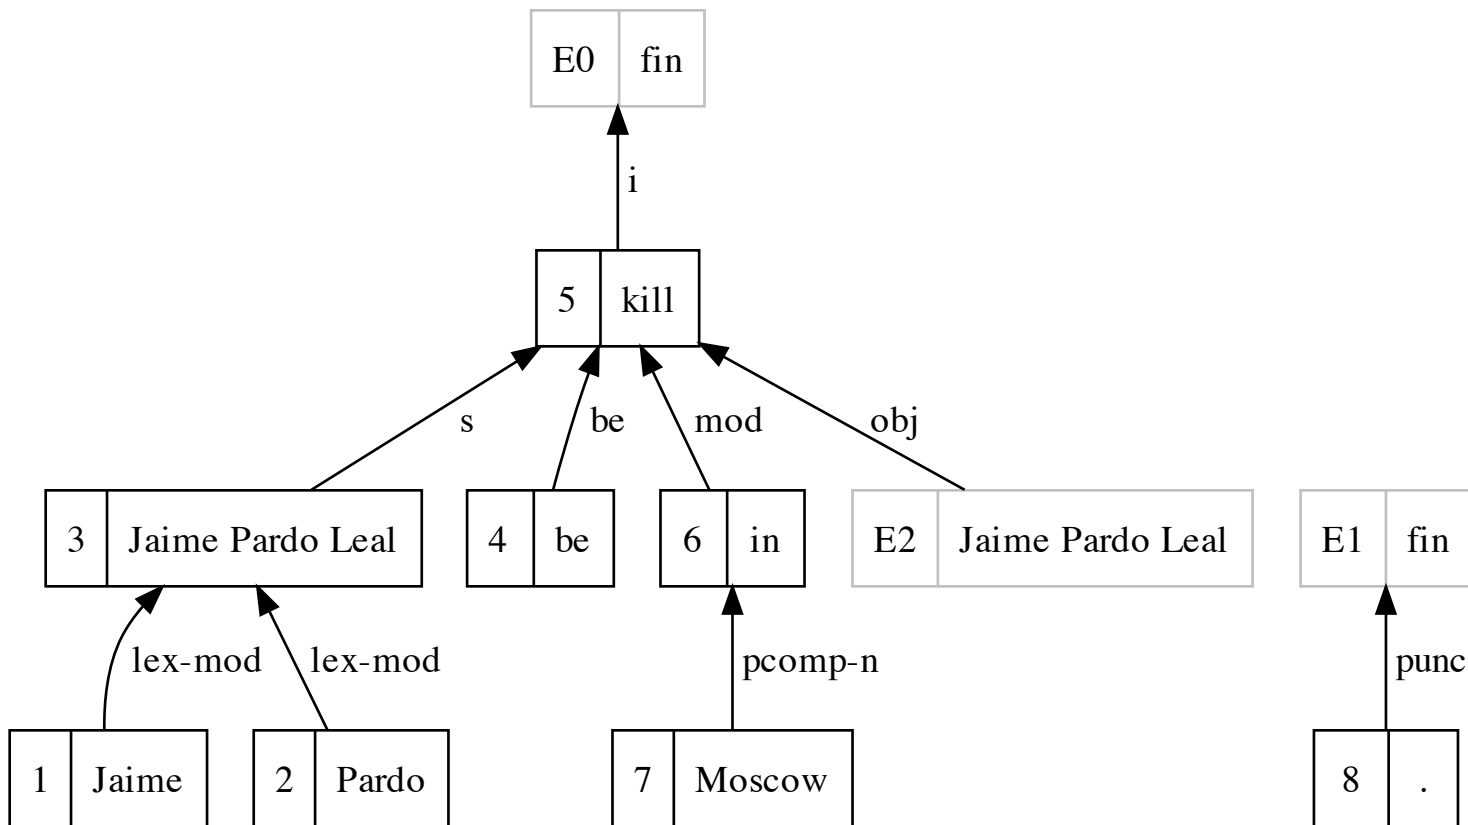 E0 fin
i
5 kill
s be mod obj
3 Jaime Pardo Leal 4 be 6 in E2 Jaime Pardo Leal E1 fin
lex-mod lex-mod pcomp-n punc
1 Jaime 2 Pardo 7 Moscow 8 .